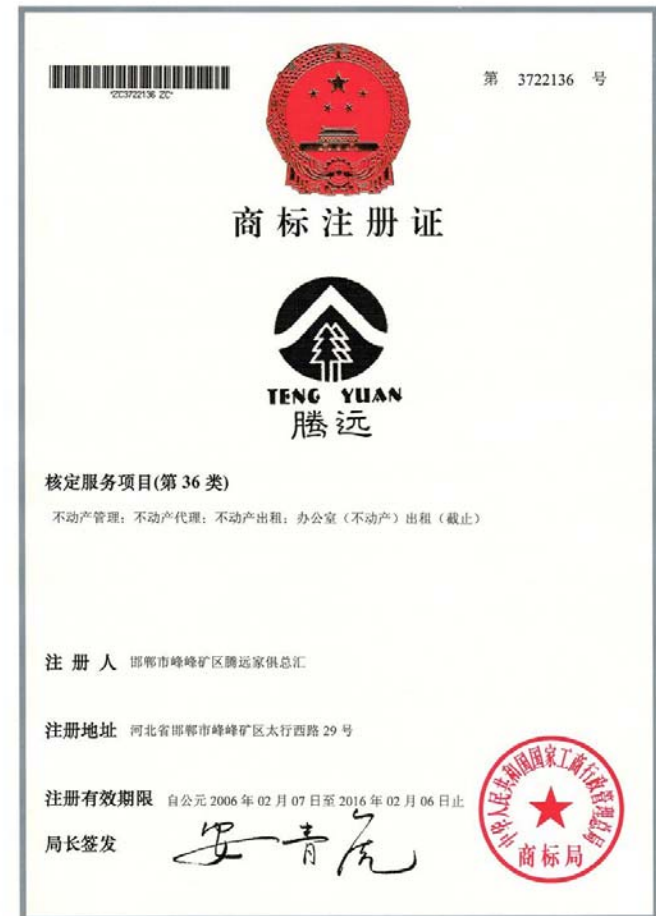 *ZC3722136 ZC*
第 3722136 号
商标注册证
TENG YUAN
腾远
核定服务项目(第 36 类)
不动产管理；不动产代理；不动产出租；办公室（不动产）出租（截止）
注 册 人 邯郸市峰峰矿区腾远家俱总汇
注册地址 河北省邯郸市峰峰矿区太行西路 29 号
注册有效期限 自公元 2006 年 02 月 07 日至 2016 年 02 月 06 日止
局长签发 安青虎
中华人民共和国国家工商行政管理总局
商标局